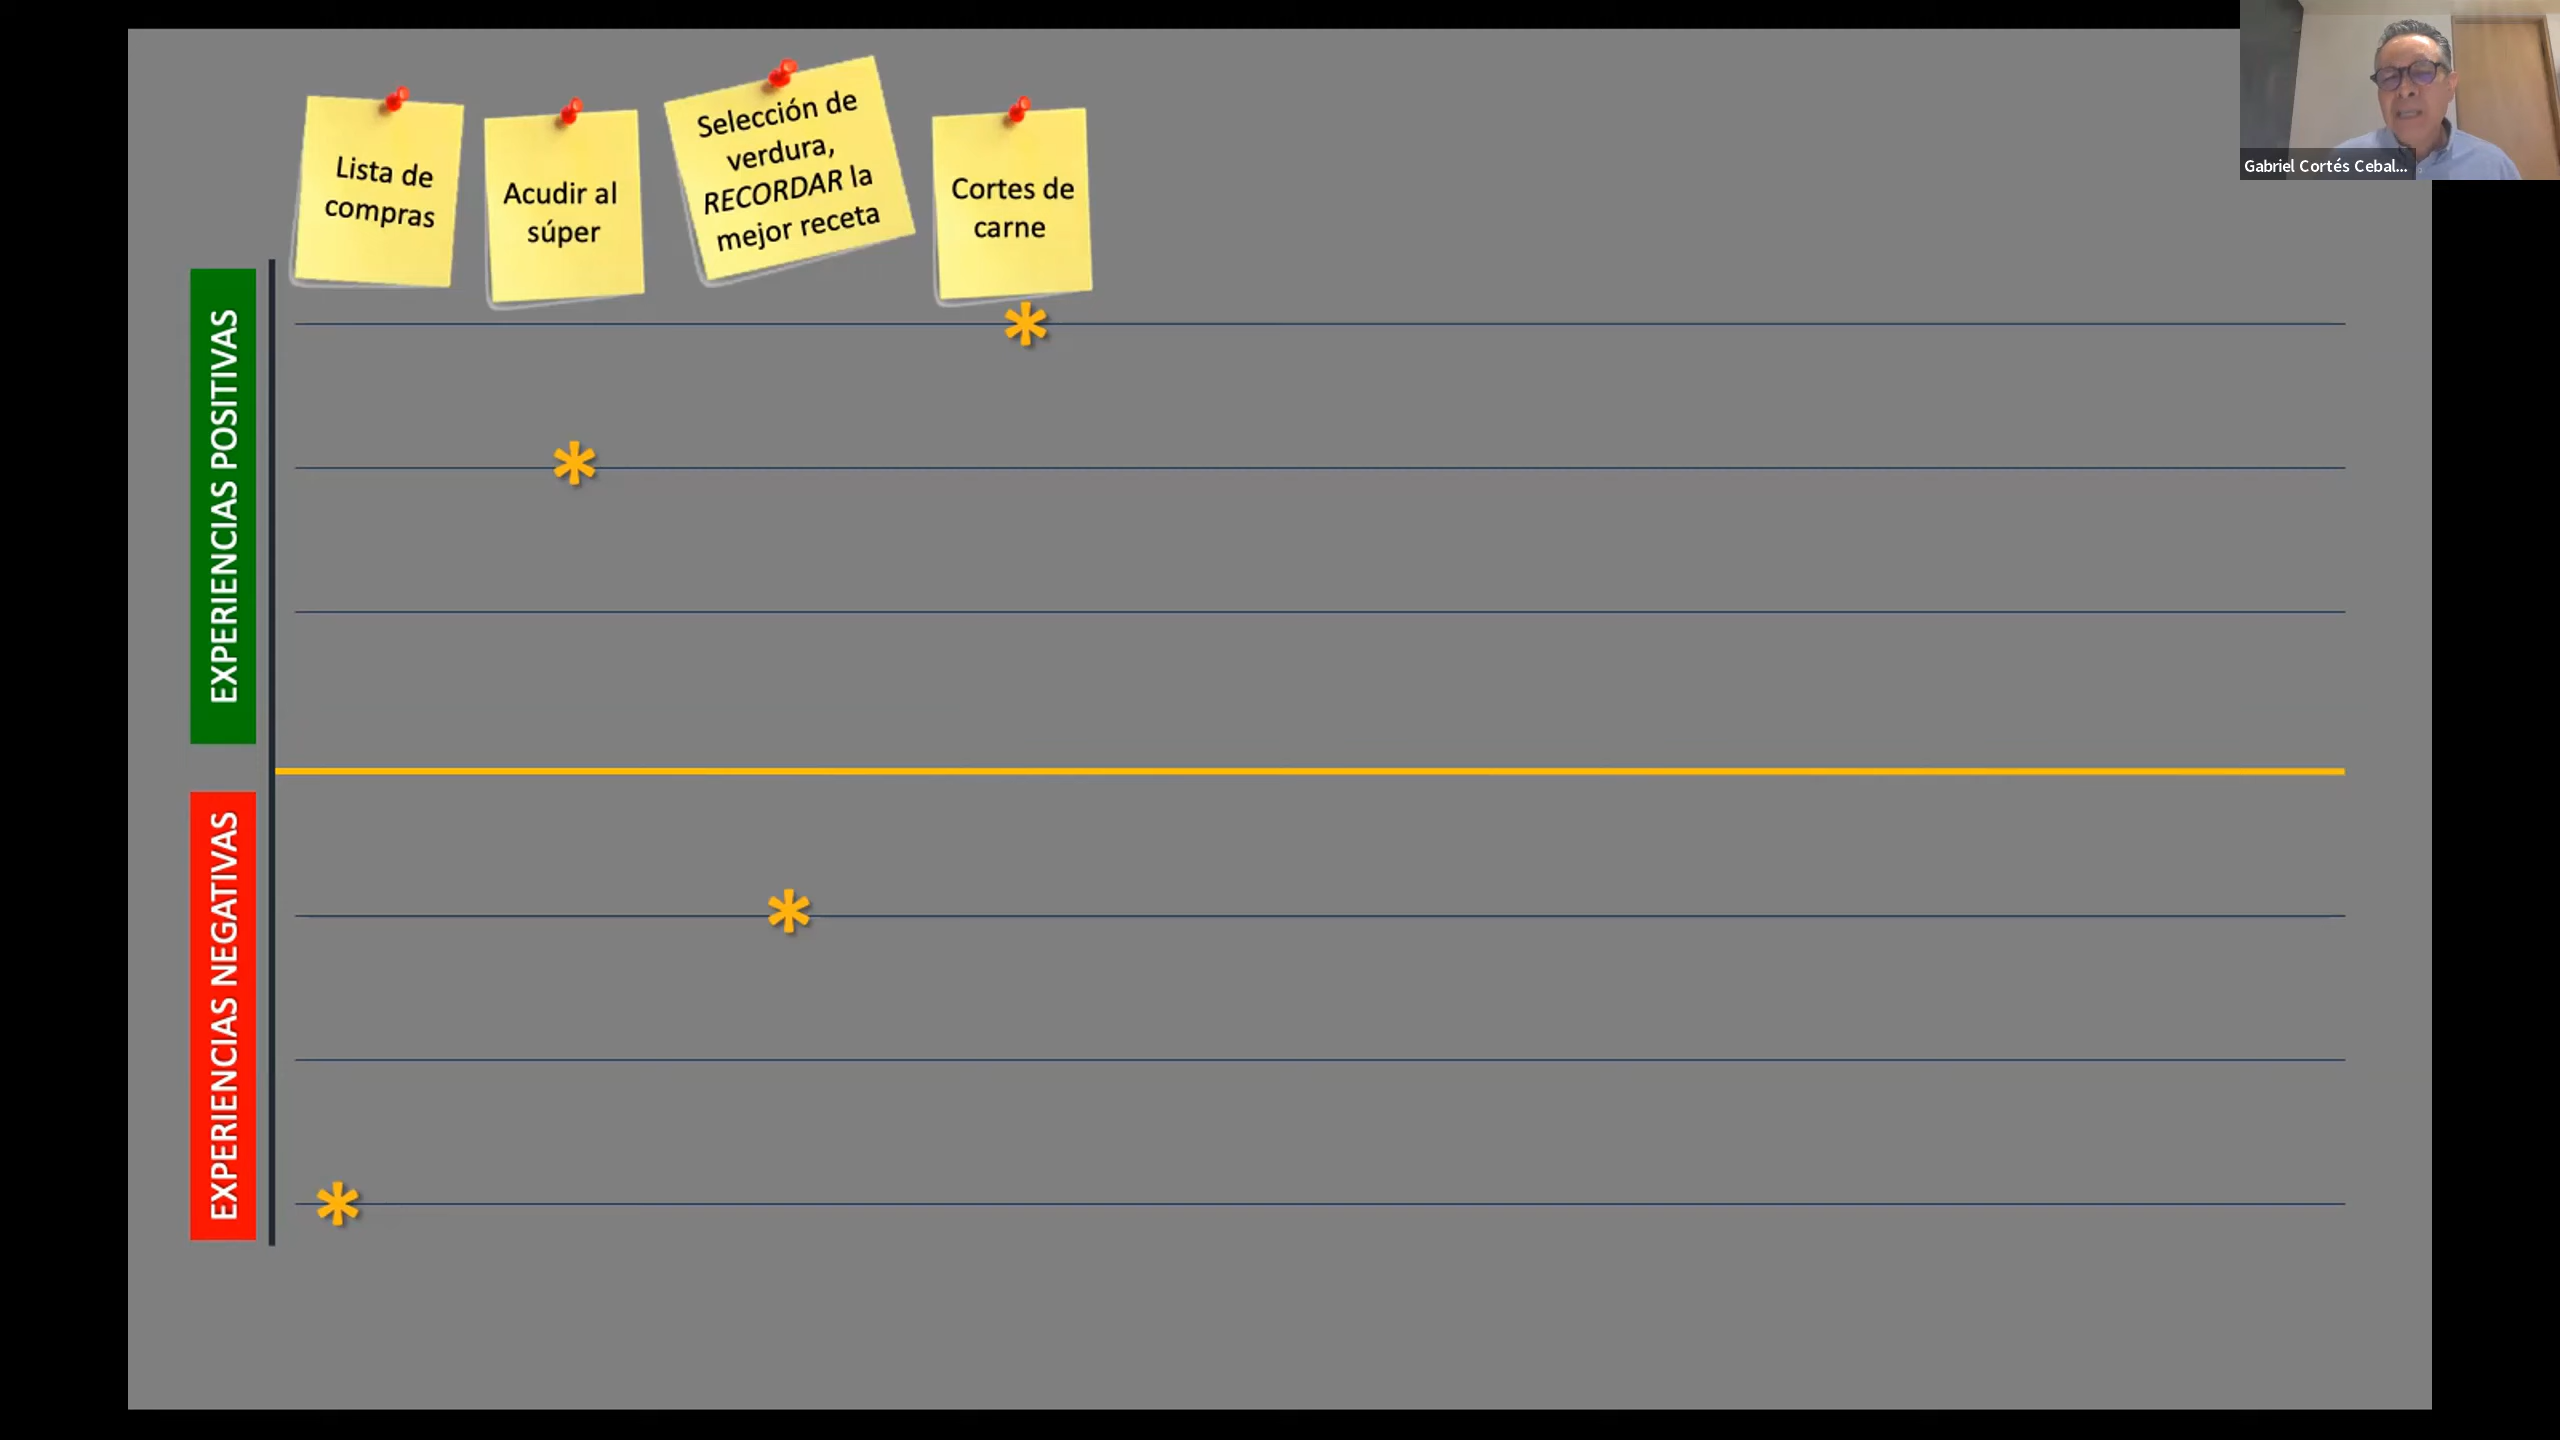 Lista de
compras
Acudir al
súper
Selección de
verdura,
RECORDAR la
mejor receta
Cortes de
carne
Gabriel Cortés Cebal...
EXPERIENCIAS POSITIVAS
EXPERIENCIAS NEGATIVAS